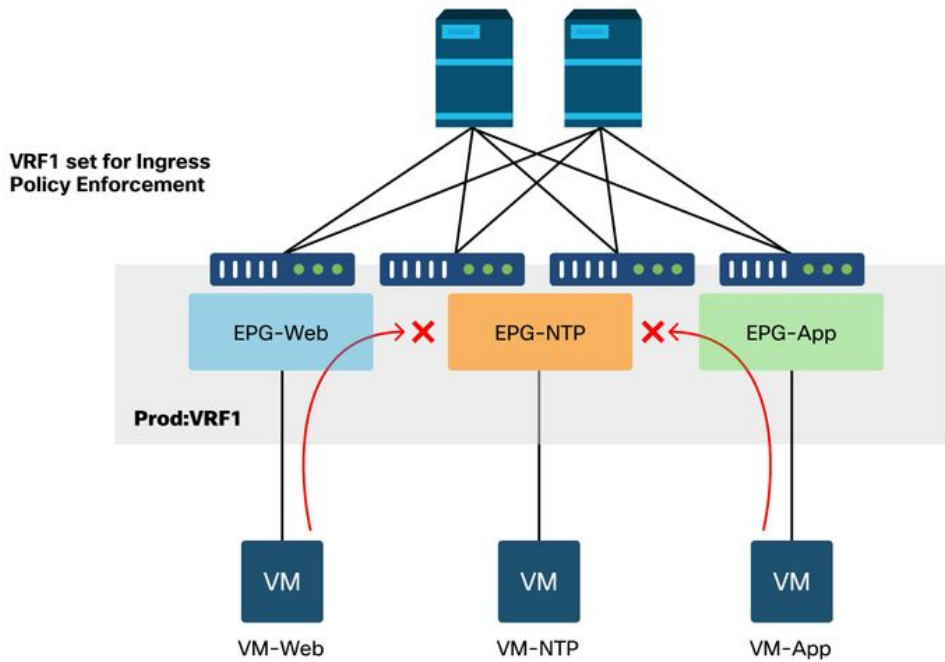 VRF1 set for Ingress
Policy Enforcement
EPG-Web
EPG-NTP
EPG-App
Prod:VRF1
VM
VM
VM
VM-Web
VM-NTP
VM-App